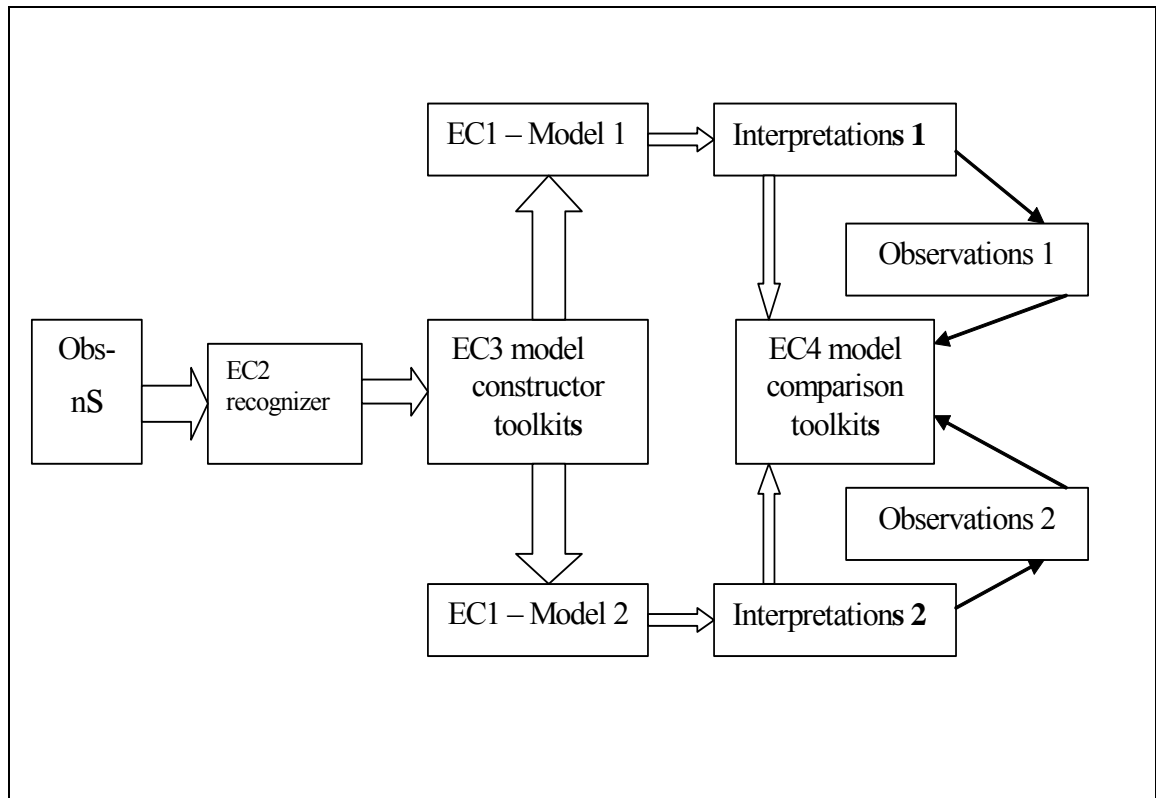 EC1 – Model 1
Interpretations 1
Observations 1
Obs-
nS
EC2
recognizer
EC3 model
constructor
toolkits
EC4 model
comparison
toolkits
Observations 2
EC1 – Model 2
Interpretations 2